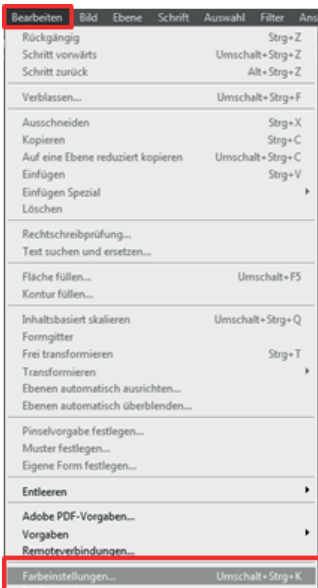 Bearbeiten Bild Ebene Schrift Auswahl Filter Ans
Rückgängig Strg+Z
Schritt vorwärts Umschalt+Strg+Z
Schritt zurück Alt+Strg+Z
Verblassen... Umschalt+Strg+F
Ausschneiden Strg+X
Kopieren Strg+C
Auf eine Ebene reduziert kopieren Umschalt+Strg+C
Einfügen Strg+V
Einfügen Spezial
Löschen
Rechtschreibprüfung...
Text suchen und ersetzen...
Fläche füllen... Umschalt+F5
Kontur füllen...
Inhaltsbasiert skalieren Umschalt+Strg+Q
Formgitter
Frei transformieren Strg+T
Transformieren
Ebenen automatisch ausrichten...
Ebenen automatisch überblenden...
Pinselvorgabe festlegen...
Muster festlegen...
Eigene Form festlegen...
Entleeren
Adobe PDF-Vorgaben...
Vorgaben
Remoteverbindungen...
Farbeinstellungen... Umschalt+Strg+K